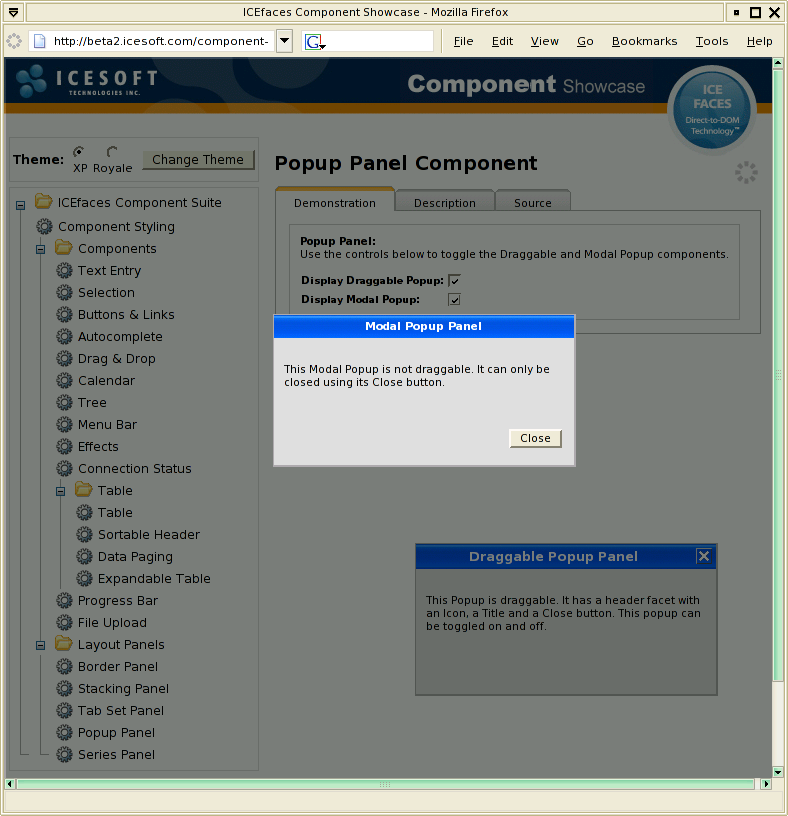 ICEfaces Component Showcase - Mozilla Firefox
http://beta2.icesoft.com/component-
G
File Edit View Go Bookmarks Tools Help
ICESOFT
TECHNOLOGIES INC.
Component Showcase
ICE
FACES
Direct-to-DOM
Technology™
Theme: XP Royale Change Theme
Popup Panel Component
ICEfaces Component Suite
Component Styling
Components
Text Entry
Selection
Buttons & Links
Autocomplete
Drag & Drop
Calendar
Tree
Menu Bar
Effects
Connection Status
Table
Table
Sortable Header
Data Paging
Expandable Table
Progress Bar
File Upload
Layout Panels
Border Panel
Stacking Panel
Tab Set Panel
Popup Panel
Series Panel
Demonstration Description Source
Popup Panel:
Use the controls below to toggle the Draggable and Modal Popup components.
Display Draggable Popup:
Display Modal Popup:
Modal Popup Panel
This Modal Popup is not draggable. It can only be
closed using its Close button.
Close
Draggable Popup Panel
This Popup is draggable. It has a header facet with
an Icon, a Title and a Close button. This popup can
be toggled on and off.